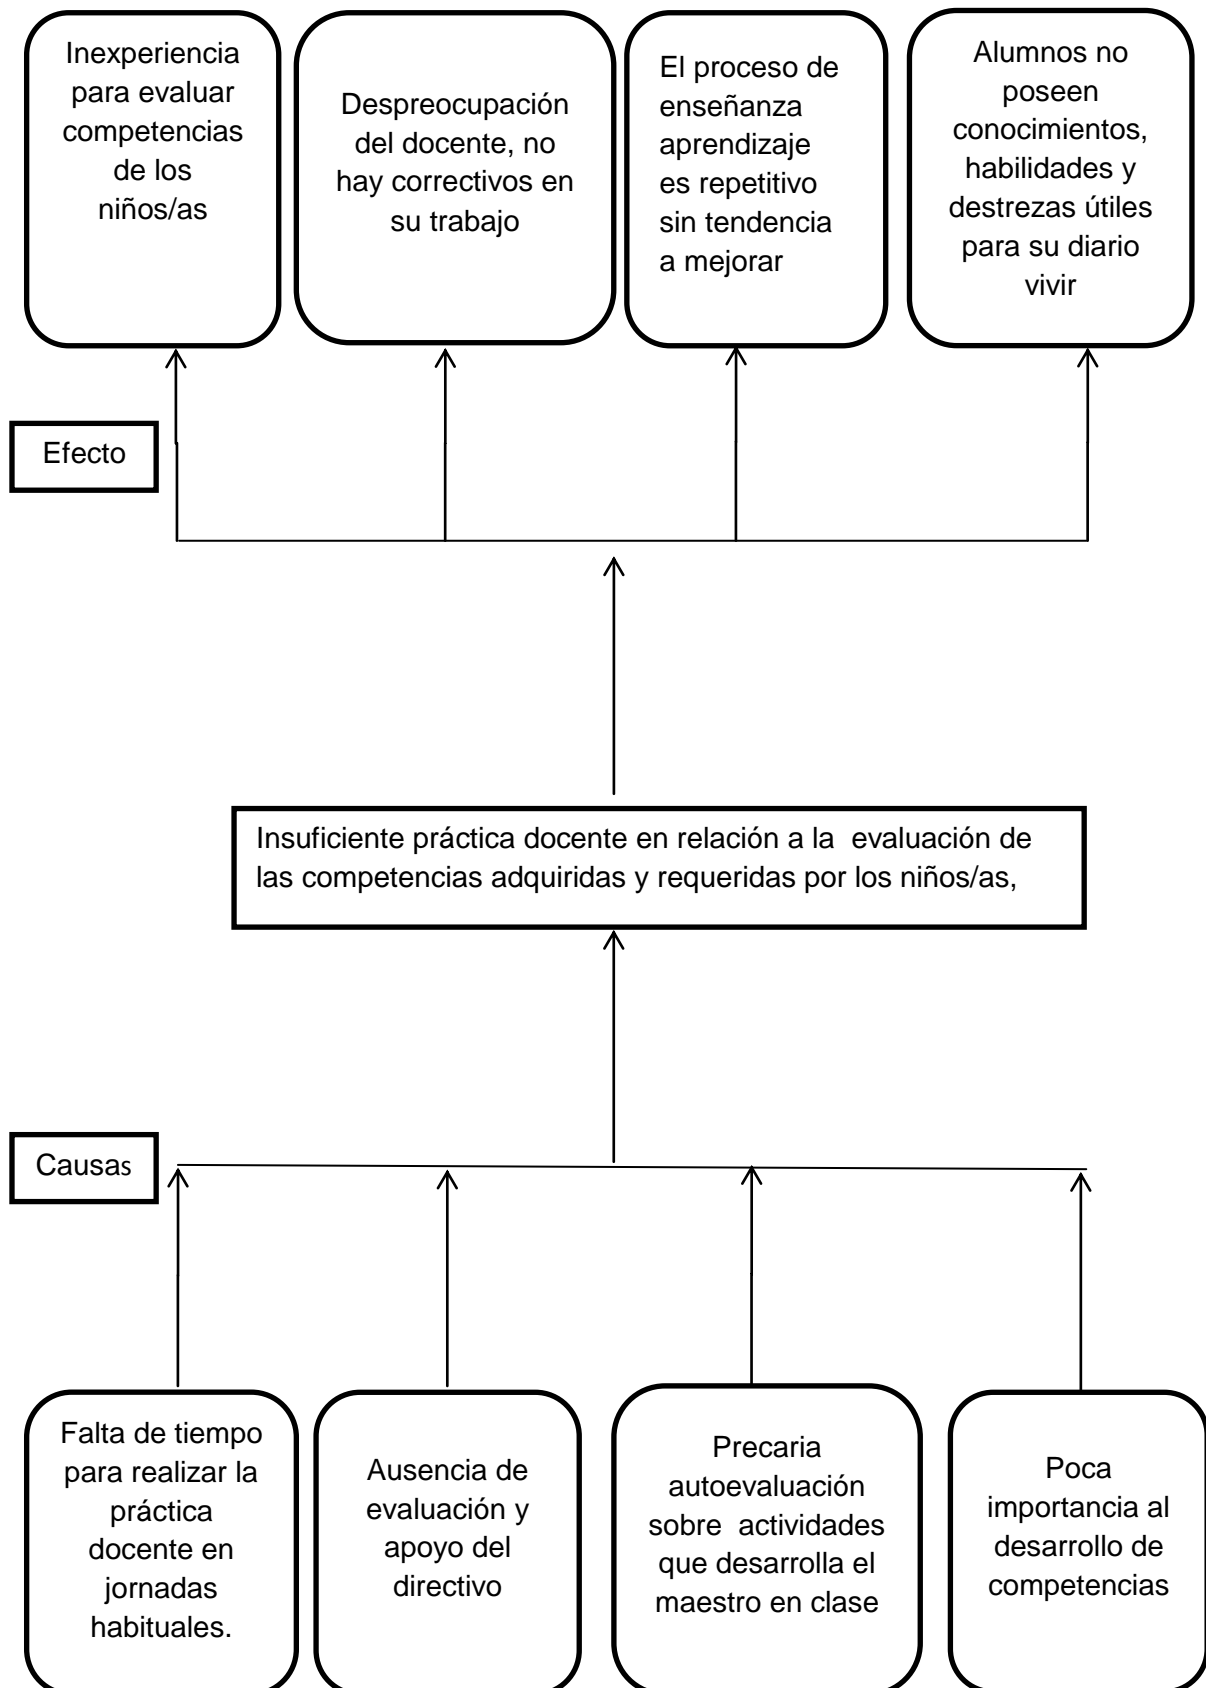 Inexperiencia
para evaluar
competencias
de los
niños/as
Despreocupación
del docente, no
hay correctivos en
su trabajo
El proceso de
enseñanza
aprendizaje
es repetitivo
sin tendencia
a mejorar
Alumnos no
poseen
conocimientos,
habilidades y
destrezas útiles
para su diario
vivir
Efecto
Insuficiente práctica docente en relación a la  evaluación de
las competencias adquiridas y requeridas por los niños/as,
Causas
Falta de tiempo
para realizar la
práctica
docente en
jornadas
habituales.
Ausencia de
evaluación y
apoyo del
directivo
Precaria
autoevaluación
sobre  actividades
que desarrolla el
maestro en clase
Poca
importancia al
desarrollo de
competencias